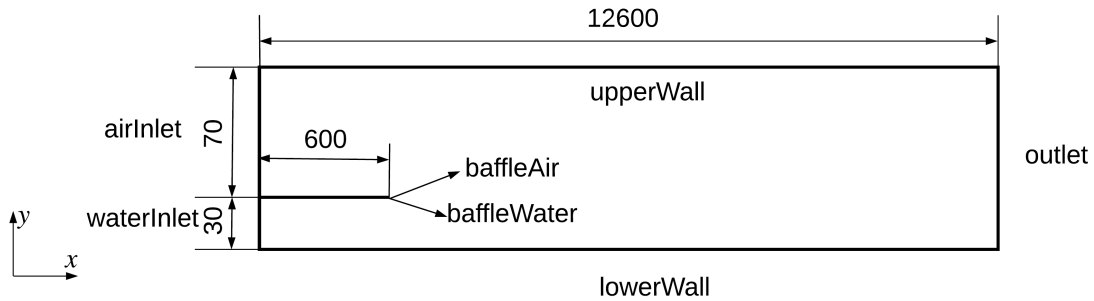 12600
upperWall
airInlet
70
600
baffleAir
outlet
waterInlet
30
baffleWater
y
x
lowerWall